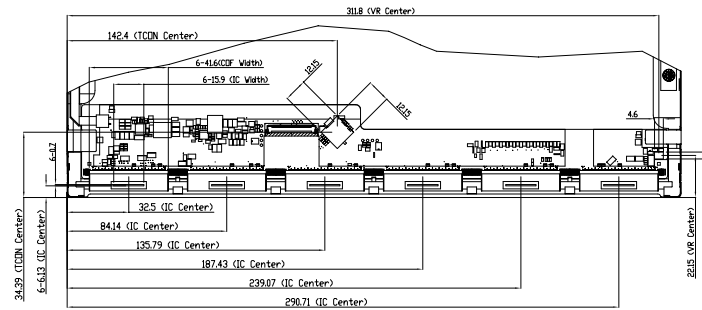 311.8 (VR Center)
142.4 (TCON Center)
6-41.6(COF Width)
6-15.9 (IC Width)
12.15
12.15
4.6
6-0.7
32.5 (IC Center)
84.14 (IC Center)
135.79 (IC Center)
187.43 (IC Center)
239.07 (IC Center)
290.71 (IC Center)
34.39 (TCON Center)
6-6.13 (IC Center)
22.15 (VR Center)